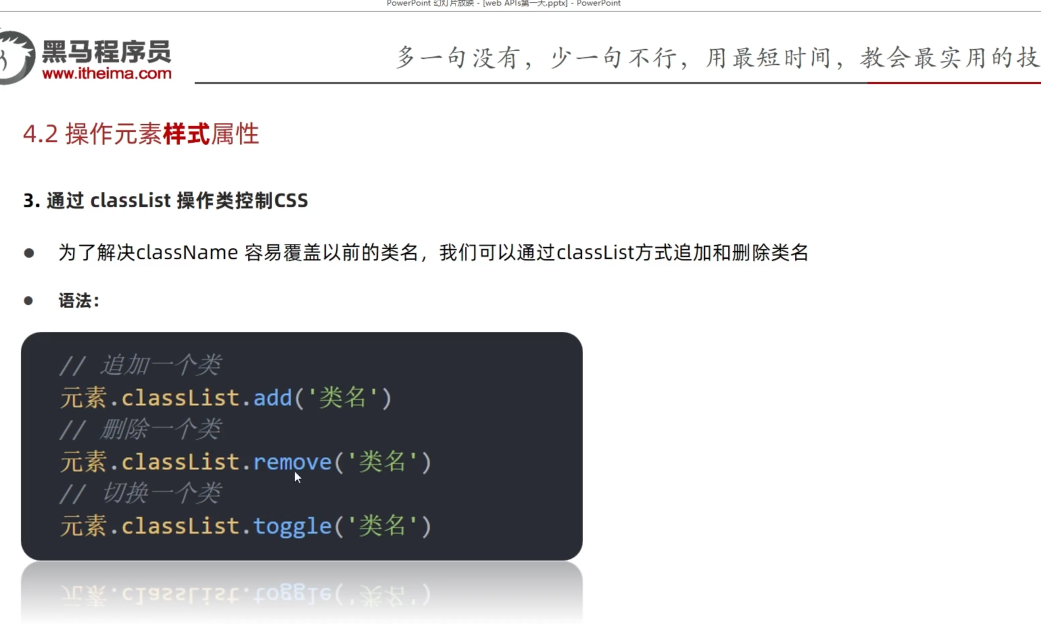 PowerPoint 幻灯片放映 - [web APIs第一天.pptx] - PowerPoint
黑马程序员
www.itheima.com
多一句没有，少一句不行，用最短时间，教会最实用的技
4.2 操作元素样式属性
3. 通过 classList 操作类控制CSS
为了解决className 容易覆盖以前的类名，我们可以通过classList方式追加和删除类名
语法：
// 追加一个类
元素.classList.add('类名')
// 删除一个类
元素.classList.remove('类名')
// 切换一个类
元素.classList.toggle('类名')